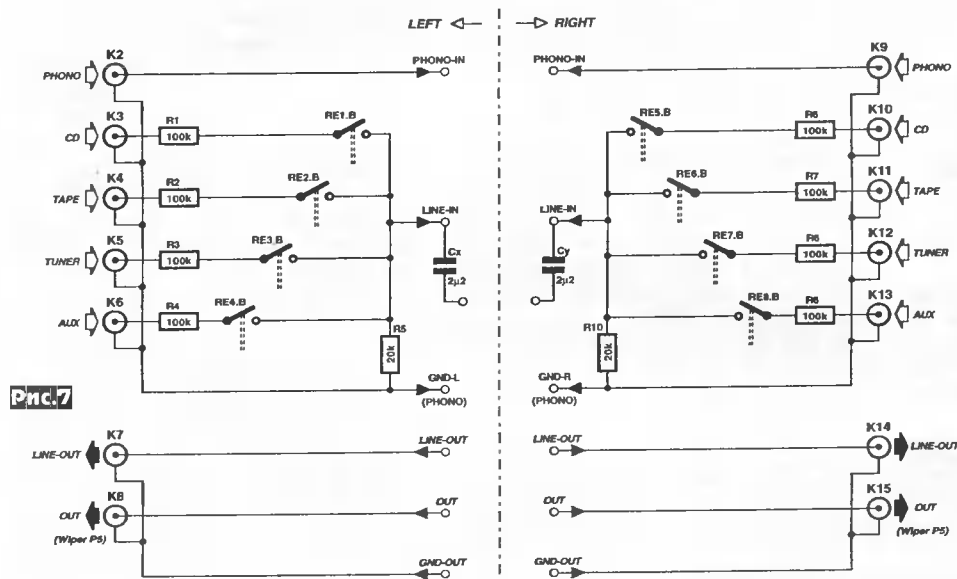 LEFT RIGHT
K2 PHONO-IN PHONO-IN K9
PHONO PHONO
K3 R1 RE1.B RE5.B R6 K10
CD 100k 100k CD
K4 R2 RE2.B RE6.B R7 K11
TAPE 100k 100k TAPE
LINE-IN LINE-IN
K5 R3 RE3.B Cx Cy RE7.B R6 K12
TUNER 100k 2µ2 2µ2 100k TUNER
K6 R4 RE4.B RE8.B R6 K13
AUX 100k 100k AUX
R5 R10
20k 20k
GND-L GND-R
(PHONO) (PHONO)
Рис.7
K7 LINE-OUT LINE-OUT K14
LINE-OUT LINE-OUT
K8 OUT OUT K15
OUT OUT
(Wiper P5) (Wiper P5)
GND-OUT GND-OUT